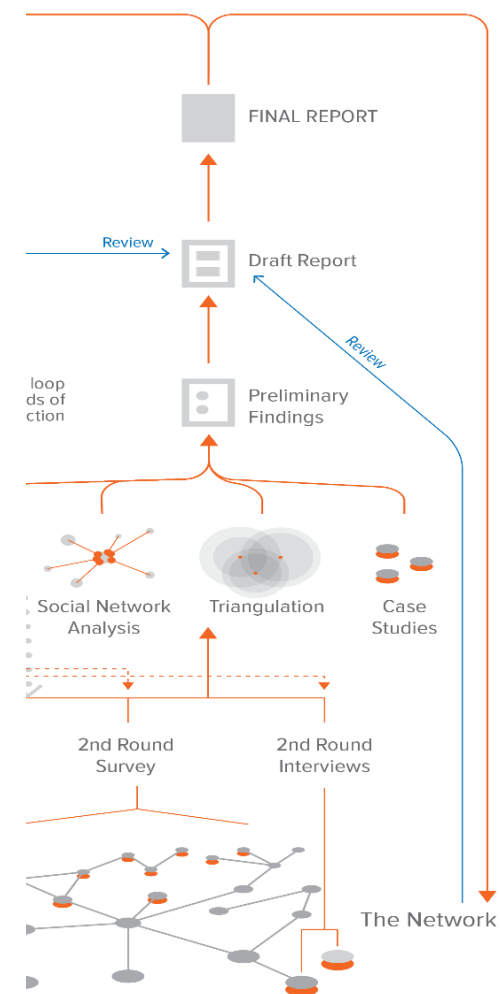 FINAL REPORT
Review
Draft Report
Review
loop
ds of
ction
Preliminary
Findings
Social Network
Analysis
Triangulation
Case
Studies
2nd Round
Survey
2nd Round
Interviews
The Network